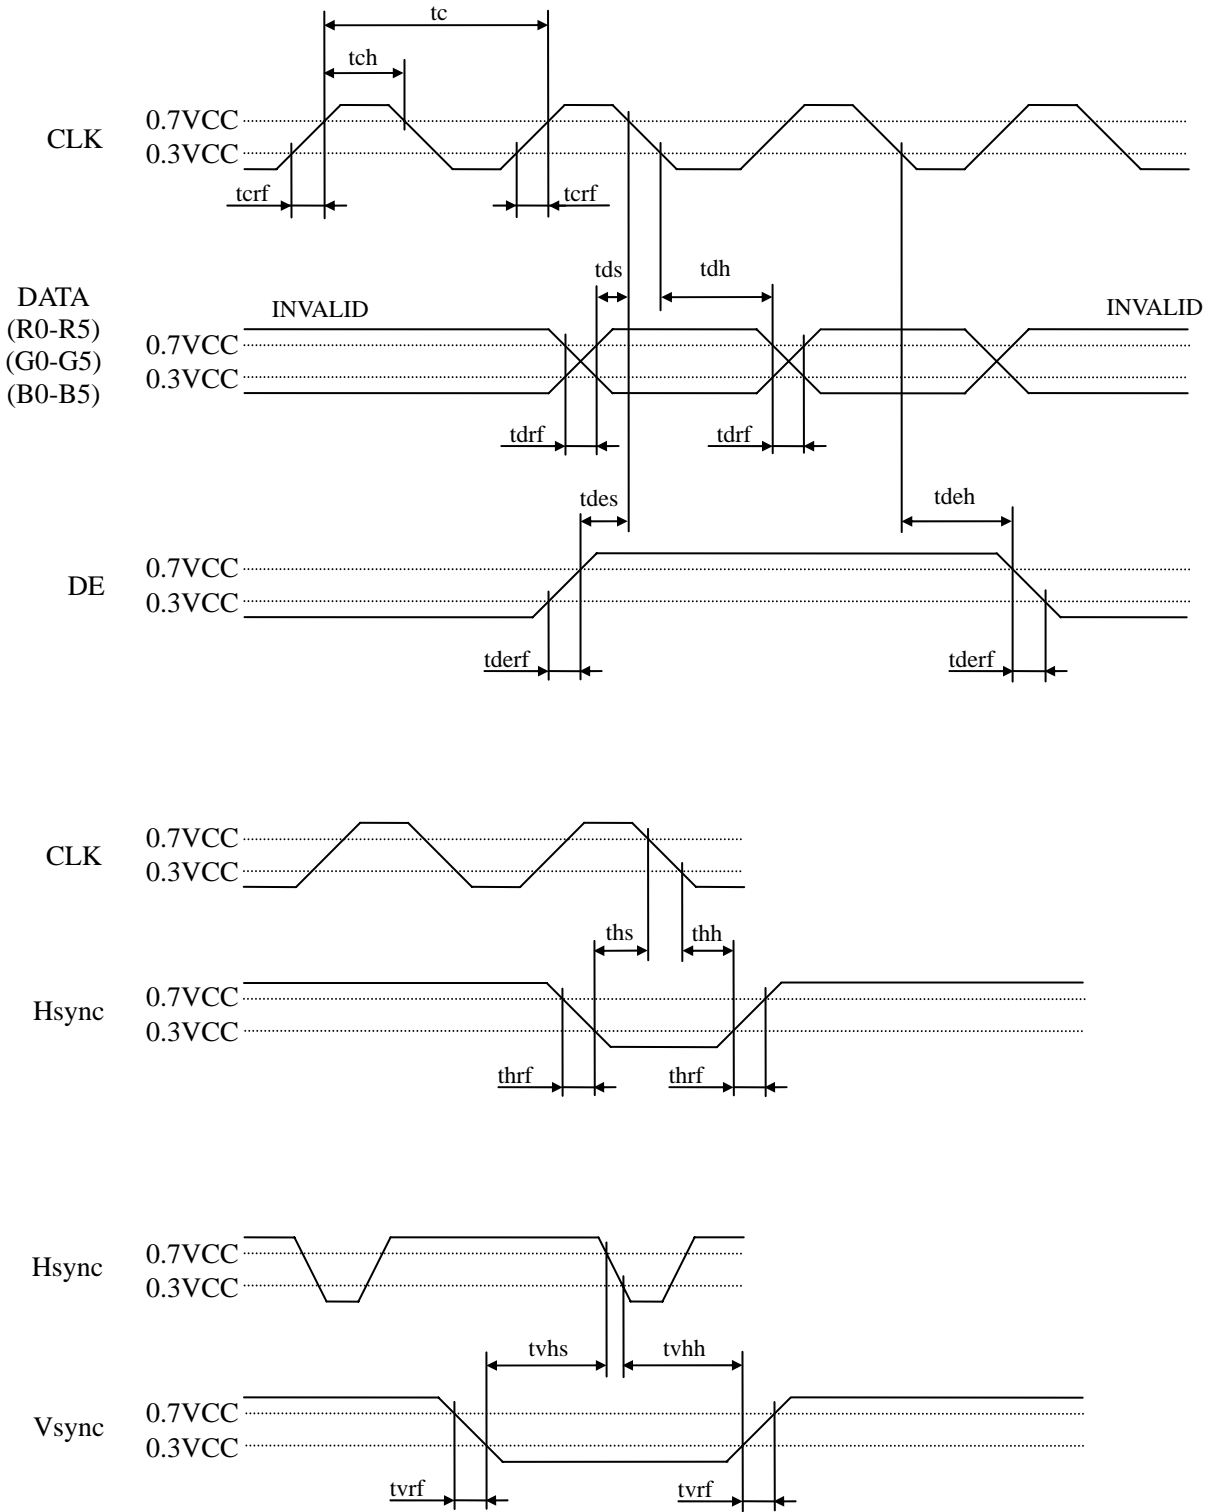 tc
tch
0.7VCC
CLK
0.3VCC
tcrf
tcrf
tds
tdh
DATA
(R0-R5)
(G0-G5)
(B0-B5)
INVALID
INVALID
0.7VCC
0.3VCC
tdrf
tdrf
tdes
tdeh
0.7VCC
DE
0.3VCC
tderf
tderf
0.7VCC
CLK
0.3VCC
ths
thh
0.7VCC
Hsync
0.3VCC
thrf
thrf
0.7VCC
Hsync
0.3VCC
tvhs
tvhh
0.7VCC
Vsync
0.3VCC
tvrf
tvrf